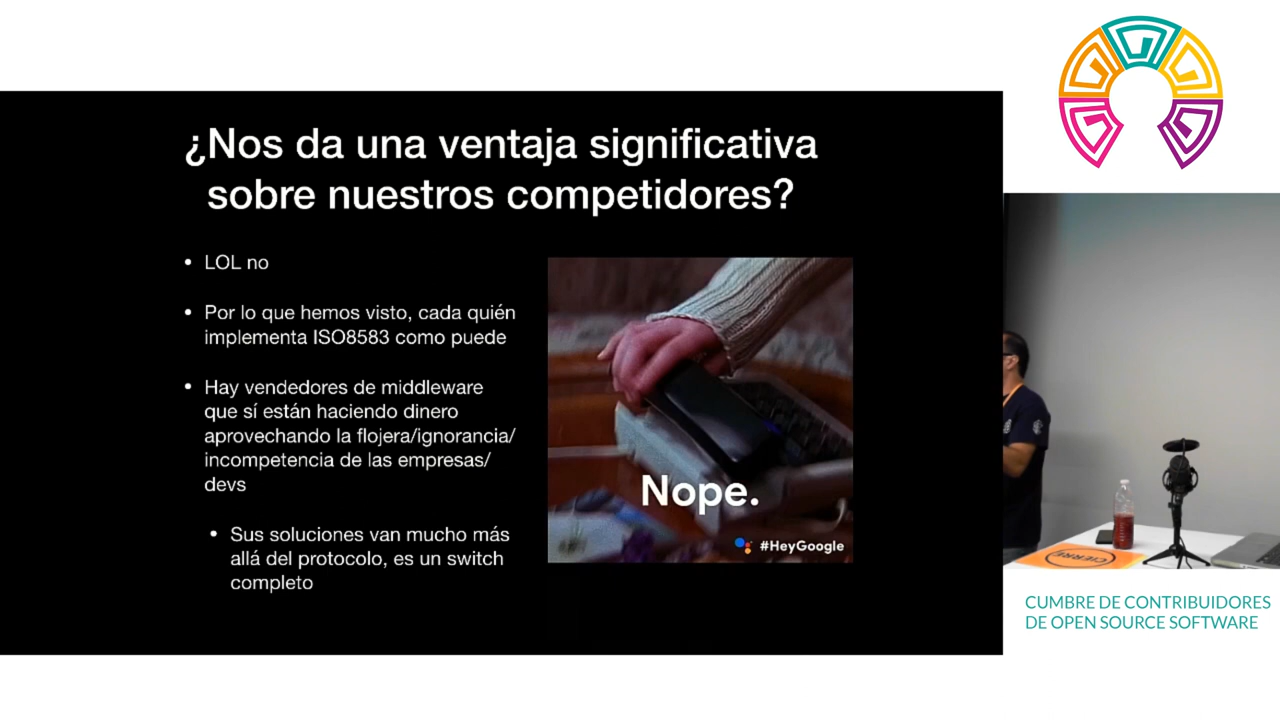 ¿Nos da una ventaja significativa
sobre nuestros competidores?
• LOL no
• Por lo que hemos visto, cada quién
implementa ISO8583 como puede
• Hay vendedores de middleware
que sí están haciendo dinero
aprovechando la flojera/ignorancia/
incompetencia de las empresas/
devs
• Sus soluciones van mucho más
allá del protocolo, es un switch
completo
Nope.
#HeyGoogle
CIERRE
CUMBRE DE CONTRIBUIDORES
DE OPEN SOURCE SOFTWARE